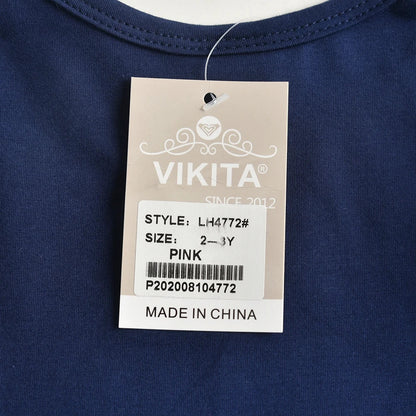 VIKITA®
SINCE 2012
STYLE: LH4772#
SIZE: 2-3Y
PINK
P202008104772
MADE IN CHINA